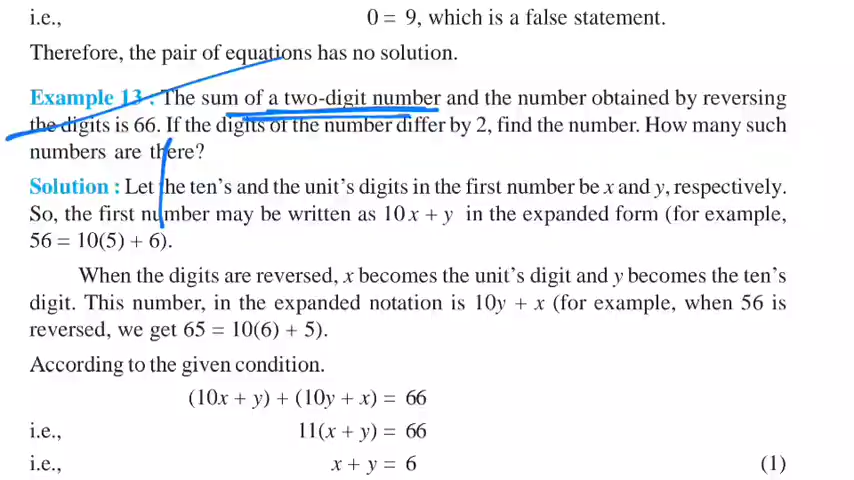 i.e., 0 = 9, which is a false statement.
Therefore, the pair of equations has no solution.
Example 13 : The sum of a two-digit number and the number obtained by reversing
the digits is 66. If the digits of the number differ by 2, find the number. How many such
numbers are there?
Solution : Let the ten's and the unit's digits in the first number be x and y, respectively.
So, the first number may be written as 10x + y in the expanded form (for example,
56 = 10(5) + 6).
When the digits are reversed, x becomes the unit's digit and y becomes the ten's
digit. This number, in the expanded notation is 10y + x (for example, when 56 is
reversed, we get 65 = 10(6) + 5).
According to the given condition.
(10x + y) + (10y + x) = 66
i.e., 11(x + y) = 66
i.e., x + y = 6 (1)